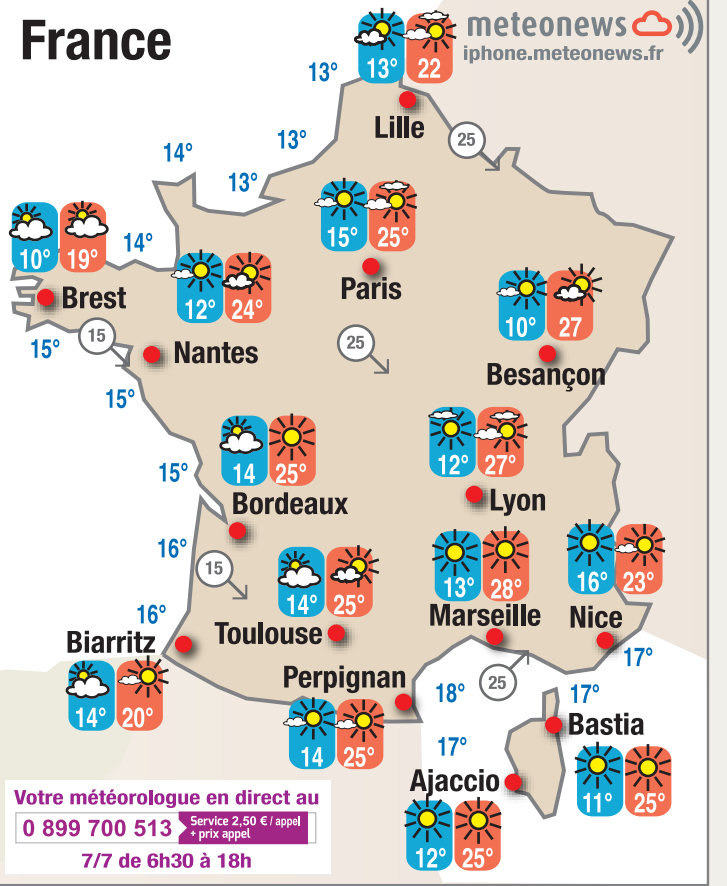 France
meteonews
iphone.meteonews.fr
13° 22
13°
Lille
25
13°
14°
13°
15° 25°
Paris
10° 19°
14°
Brest
12° 24°
15
Nantes
15°
25
10° 27
Besançon
15°
14 25°
Bordeaux
15°
12° 27°
Lyon
16°
15
14° 25°
Toulouse
13° 28°
Marseille
16° 23°
Nice
16°
Biarritz
14° 20°
Perpignan
14 25°
18°
25
17°
17°
17°
Bastia
11° 25°
Ajaccio
12° 25°
Votre météorologue en direct au
0 899 700 513
Service 2,50 € / appel
+ prix appel
7/7 de 6h30 à 18h